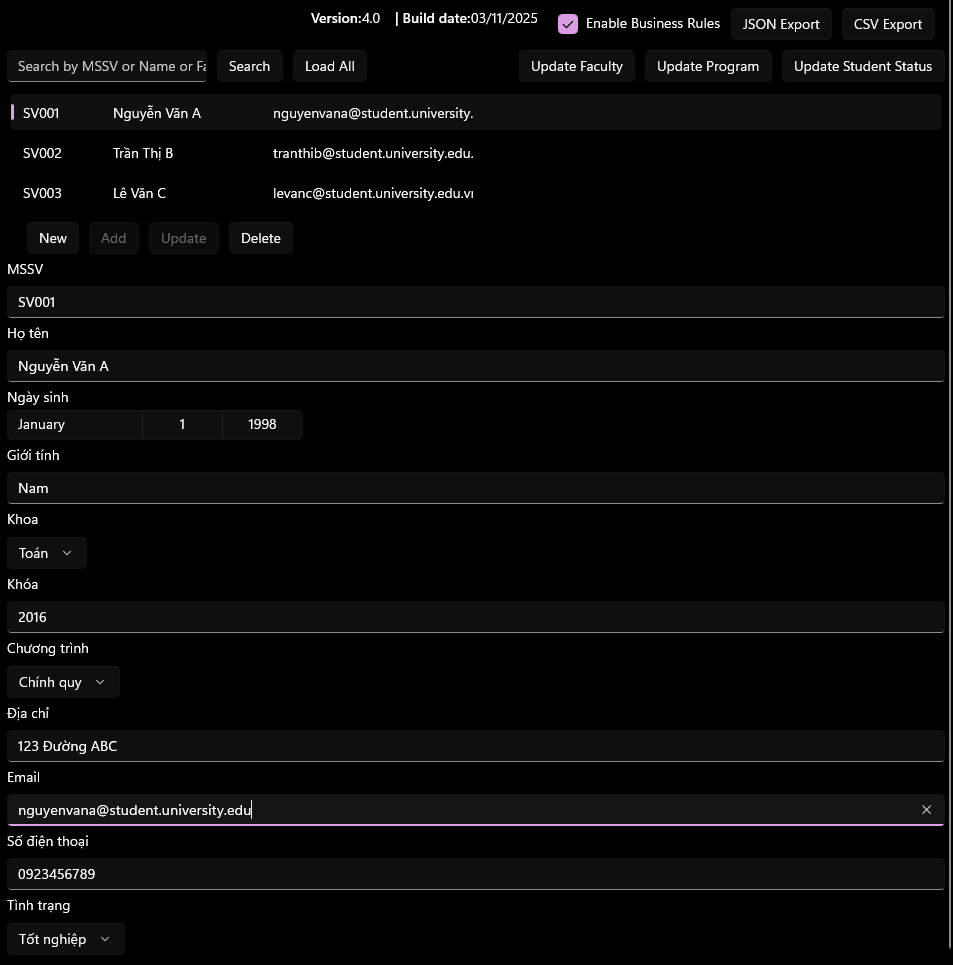 Version:4.0 | Build date:03/11/2025 Enable Business Rules JSON Export CSV Export
Search by MSSV or Name or Fa Search Load All Update Faculty Update Program Update Student Status
SV001 Nguyễn Văn A nguyenvana@student.university.
SV002 Trần Thị B tranthib@student.university.edu.
SV003 Lê Văn C levanc@student.university.edu.vn
New Add Update Delete
MSSV
SV001
Họ tên
Nguyễn Văn A
Ngày sinh
January 1 1998
Giới tính
Nam
Khoa
Toán
Khóa
2016
Chương trình
Chính quy
Địa chỉ
123 Đường ABC
Email
nguyenvana@student.university.edu
Số điện thoại
0923456789
Tình trạng
Tốt nghiệp